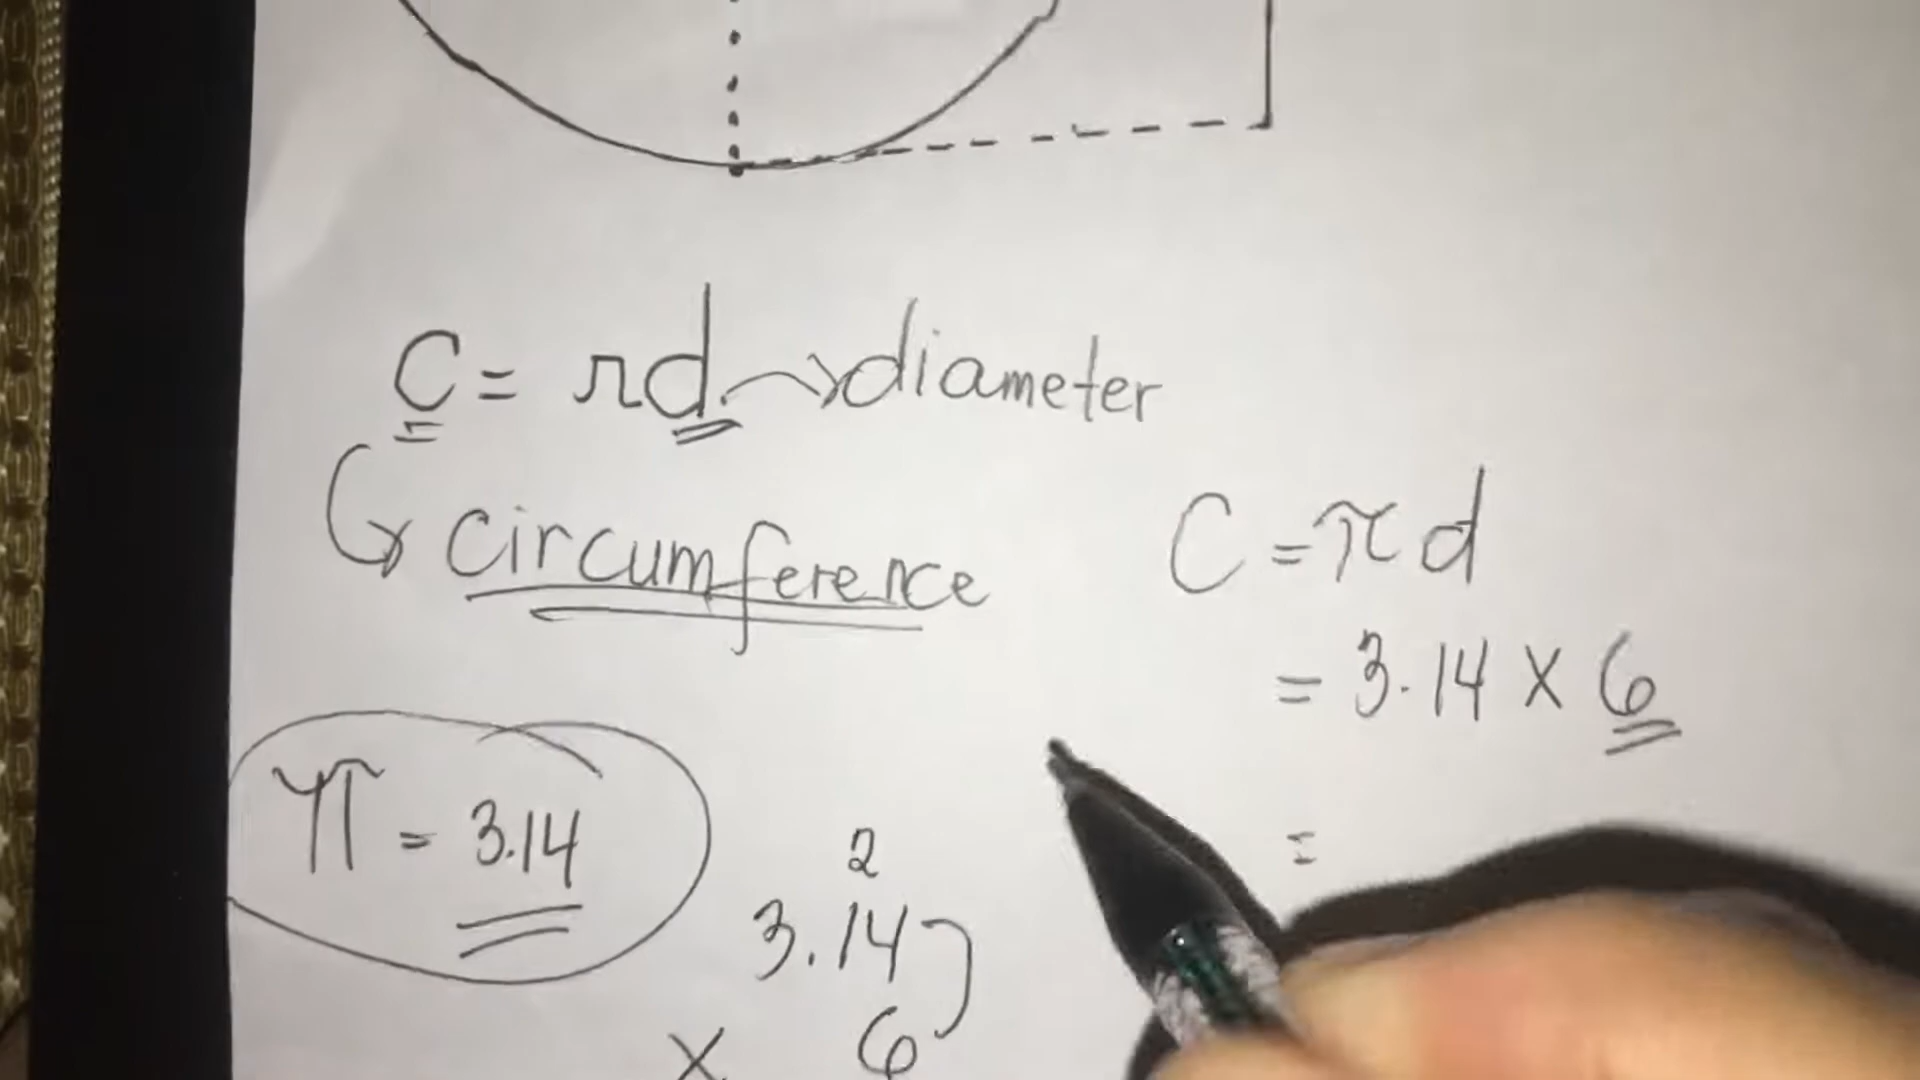 C = πd → diameter
↳ circumference
C = πd
= 3.14 × 6
π = 3.14
=
2
3.14
× 6